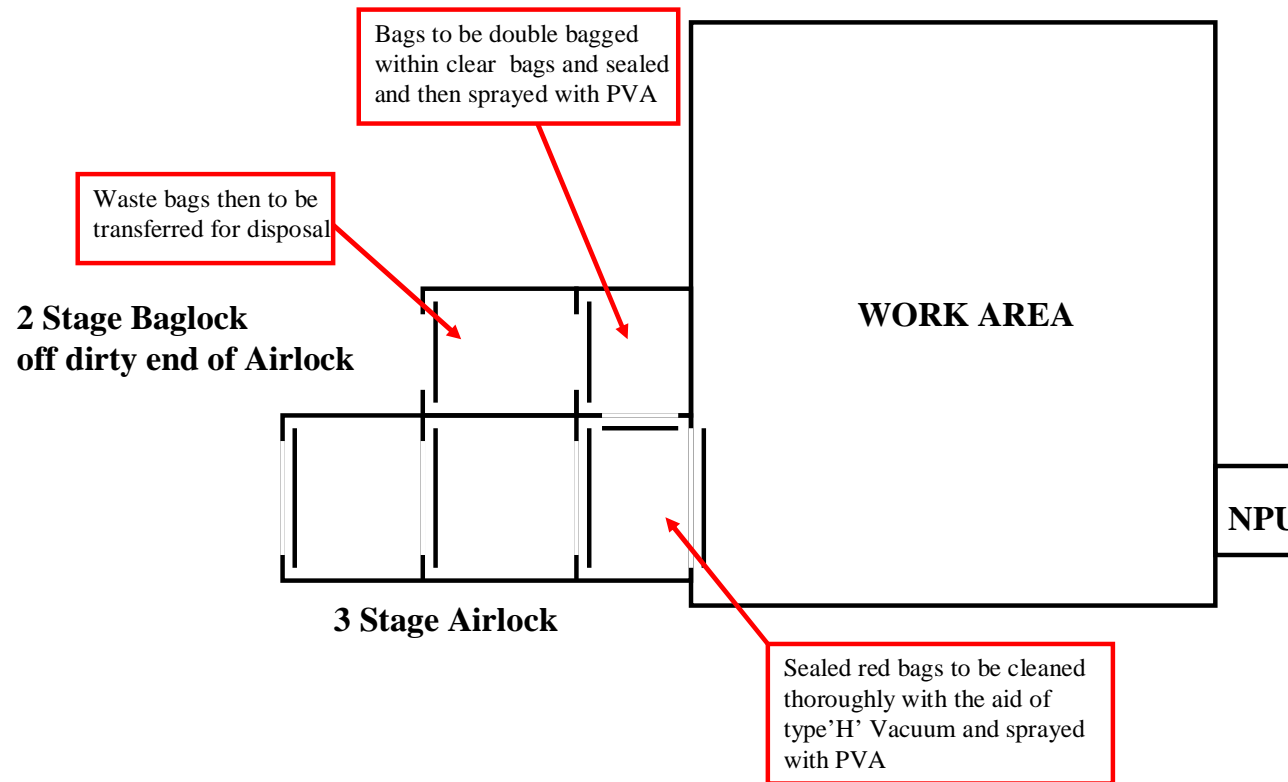 Bags to be double bagged
within clear bags and sealed
and then sprayed with PVA
Waste bags then to be
transferred for disposal
2 Stage Baglock
off dirty end of Airlock
WORK AREA
NPU
3 Stage Airlock
Sealed red bags to be cleaned
thoroughly with the aid of
type’H’ Vacuum and sprayed
with PVA